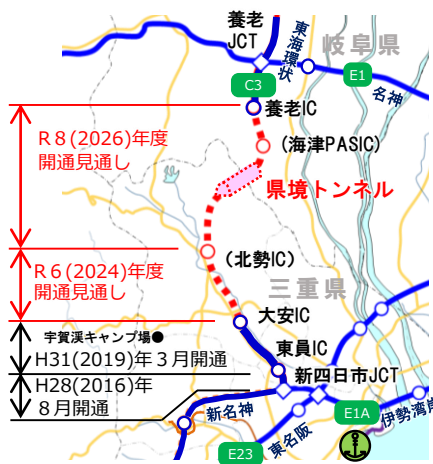 養老
JCT
東海環状
岐阜県
E1
C3
名神
養老IC
R8(2026)年度
開通見通し
(海津PASIC)
県境トンネル
(北勢IC)
R6(2024)年度
開通見通し
三重県
大安IC
宇賀渓キャンプ場●
H31(2019)年3月開通
東員IC
H28(2016)年
8月開通
新四日市JCT
新名神
E1A
伊勢湾岸
東名阪
E23